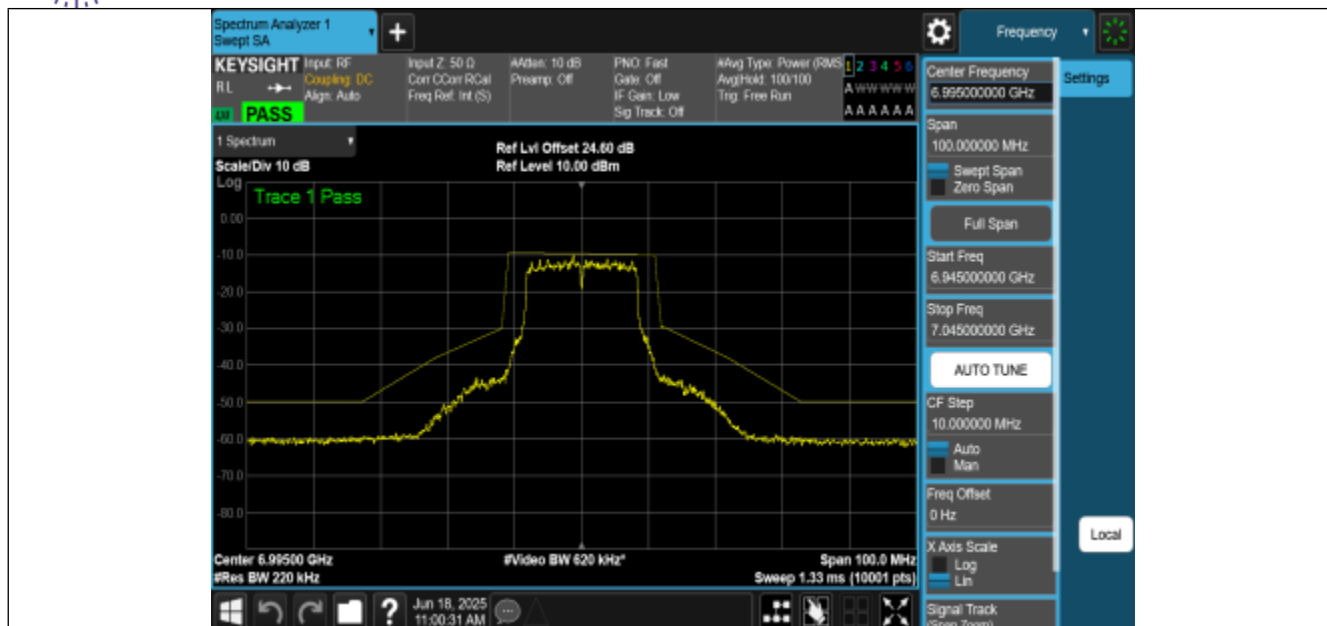 Spectrum Analyzer 1
Swept SA
+
Frequency
KEYSIGHT
RL
PASS
Input: RF
Coupling: DC
Align: Auto
Input Z: 50 Ω
Corr CCorr RCal
Freq Ref: Int (S)
#Atten: 10 dB
Preamp: Off
PNO: Fast
Gate: Off
IF Gain: Low
Sig Track: Off
#Avg Type: Power (RMS
Avg|Hold: 100/100
Trig: Free Run
1 2 3 4 5 6
A W W W W W
A A A A A A
1 Spectrum
Scale/Div 10 dB
Ref Lvl Offset 24.60 dB
Ref Level 10.00 dBm
Log
Trace 1 Pass
0.00
-10.0
-20.0
-30.0
-40.0
-50.0
-60.0
-70.0
-80.0
Center 6.99500 GHz
#Res BW 220 kHz
#Video BW 620 kHz*
Span 100.0 MHz
Sweep 1.33 ms (10001 pts)
Jun 18, 2025
11:00:31 AM
?
Center Frequency
6.995000000 GHz
Span
100.000000 MHz
Swept Span
Zero Span
Full Span
Start Freq
6.945000000 GHz
Stop Freq
7.045000000 GHz
AUTO TUNE
CF Step
10.000000 MHz
Auto
Man
Freq Offset
0 Hz
X Axis Scale
Log
Lin
Signal Track
(Span Zoom)
Settings
Local